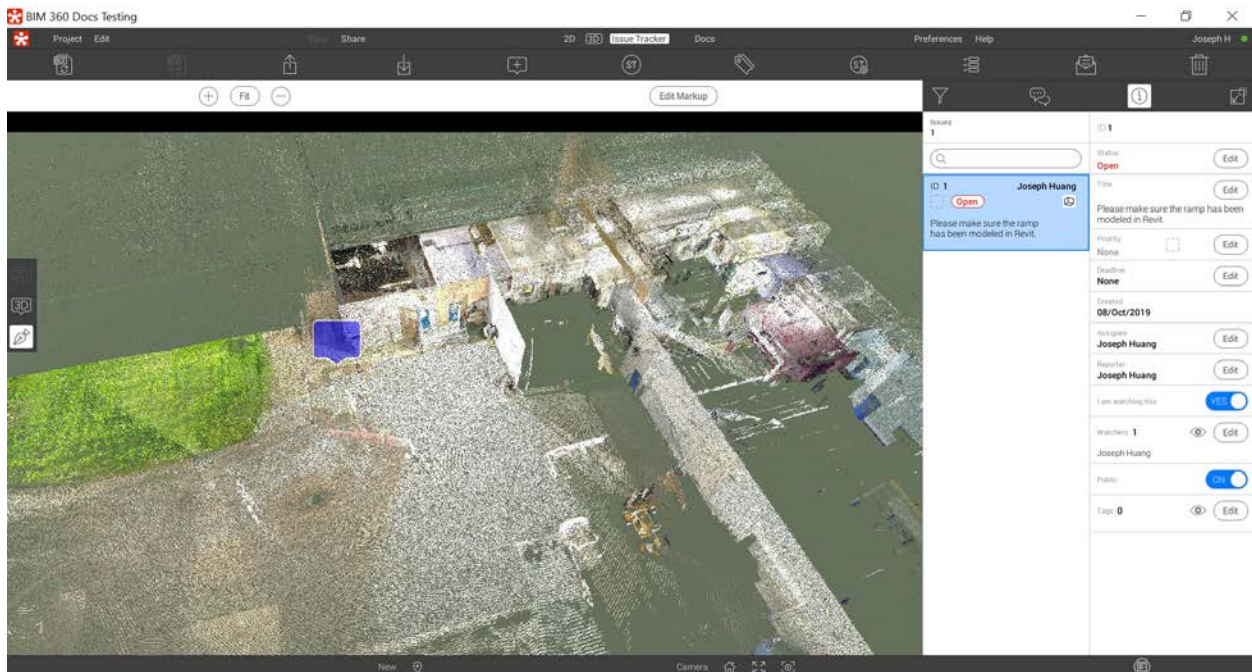 BIM 360 Docs Testing
Project Edit Sync Share 2D 3D Issue Tracker Docs Preferences Help Joseph H
ST
Fit
Edit Markup
Issues
1
ID 1 Joseph Huang
Open
Please make sure the ramp
has been modeled in Revit.
ID 1
Status
Open
Edit
Title
Edit
Please make sure the ramp has been
modeled in Revit.
Priority
None
Edit
Deadline
None
Edit
Created
08/Oct/2019
Assignee
Joseph Huang
Edit
Reporter
Joseph Huang
Edit
I am watching this YES
Watchers 1 Edit
Joseph Huang
Public ON
Tags 0 Edit
3D
New Camera